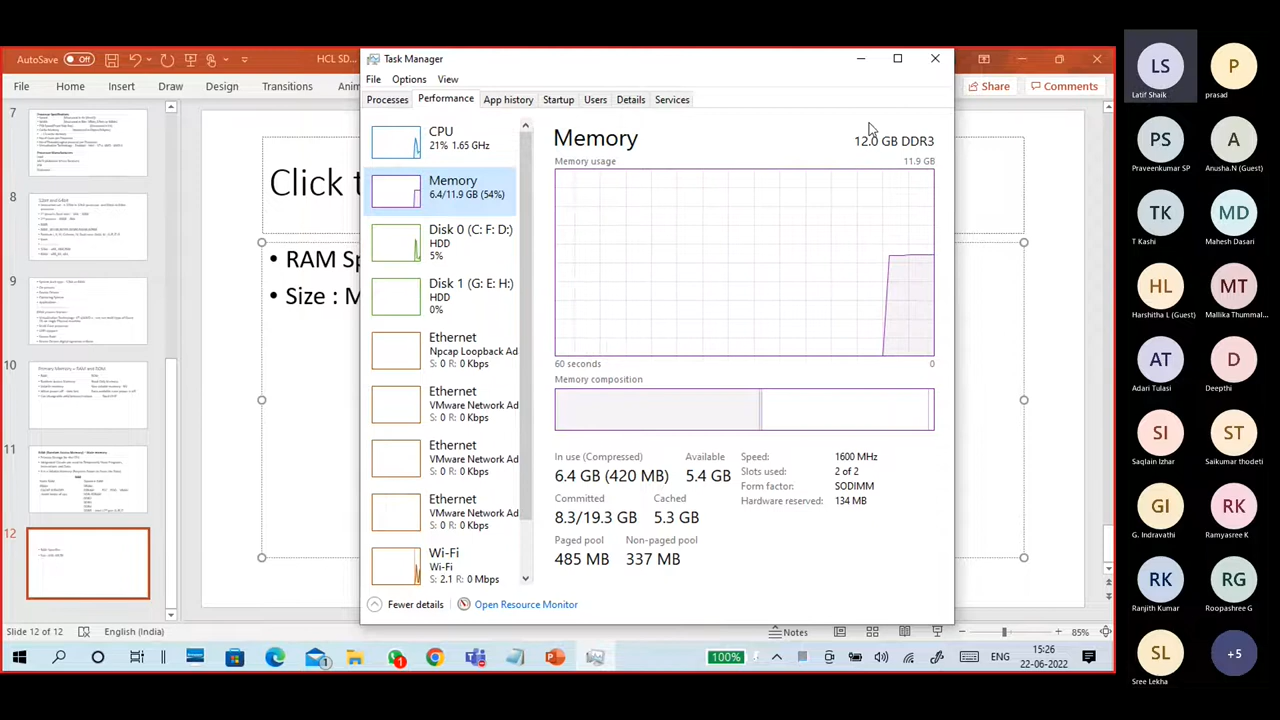 AutoSave Off
HCL SD...
File Home Insert Draw Design Transitions
Share Comments
Task Manager
File Options View
Processes Performance App history Startup Users Details Services
CPU
21% 1.65 GHz
Memory
6.4/11.9 GB (54%)
Disk 0 (C: F: D:)
HDD
5%
Disk 1 (I: E: H:)
HDD
0%
Ethernet
Npcap Loopback Ad
S: 0 R: 0 Kbps
Ethernet
VMware Network Ad
S: 0 R: 0 Kbps
Ethernet
VMware Network Ad
S: 0 R: 0 Kbps
Ethernet
VMware Network Ad
S: 0 R: 0 Kbps
Wi-Fi
Wi-Fi
S: 2.1 R: 0 Mbps
Memory
12.0 GB DDR3
Memory usage 11.9 GB
60 seconds 0
Memory composition
In use (Compressed) Available
6.4 GB (420 MB) 5.4 GB
Committed Cached
8.3/19.3 GB 5.3 GB
Paged pool Non-paged pool
485 MB 337 MB
Speed: 1600 MHz
Slots used: 2 of 2
Form factor: SODIMM
Hardware reserved: 134 MB
Fewer details Open Resource Monitor
7
8
9
10
Primary Memory - RAM and ROM
11
12
Click t
• RAM Sp
• Size : M
Slide 12 of 12 English (India)
Notes
85%
1
1
100%
ENG
15:26
22-06-2022
LS
Latif Shaik
P
prasad
PS
Praveenkumar SP
A
Anusha.N (Guest)
TK
T Kashi
MD
Mahesh Dasari
HL
Harshitha L (Guest)
MT
Mallika Thummal...
AT
Adari Tulasi
D
Deepthi
SI
Saqlain Izhar
ST
Saikumar thodeti
GI
G. Indravathi
RK
Ramyasree K
RK
Ranjith Kumar
RG
Roopashree G
SL
Sree Lekha
+5